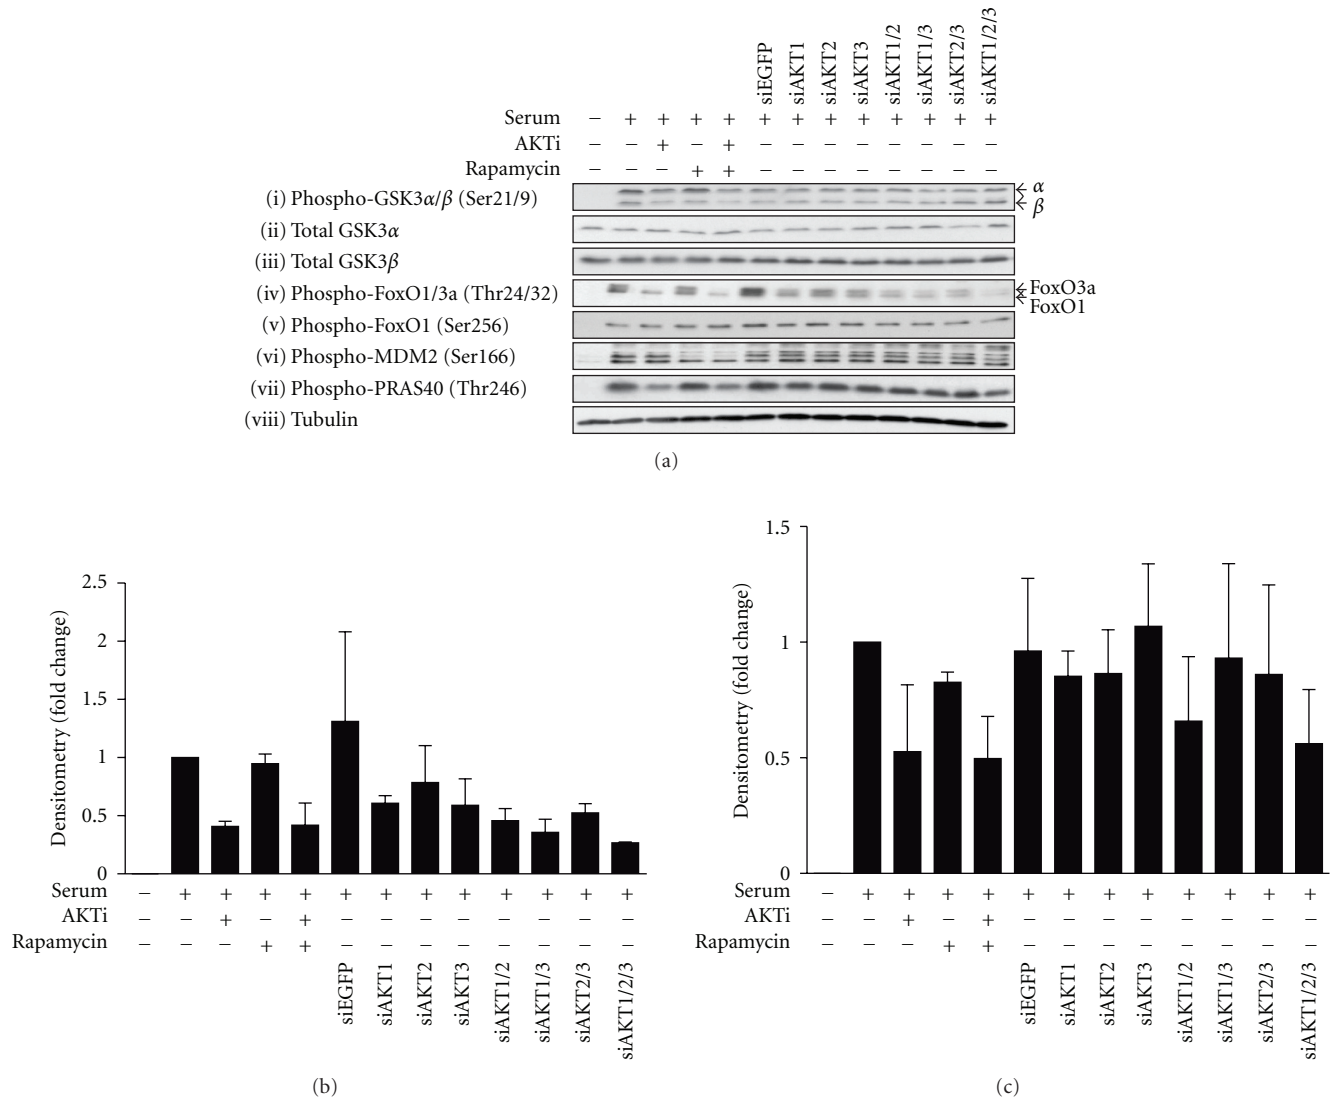 siEGFP siAKT1 siAKT2 siAKT3 siAKT1/2 siAKT1/3 siAKT2/3 siAKT1/2/3
Serum − + + + + + + + + + + + +
AKTi − − + − + − − − − − − − −
Rapamycin − − − + + − − − − − − − −
(i) Phospho-GSK3α/β (Ser21/9) α
β
(ii) Total GSK3α
(iii) Total GSK3β
(iv) Phospho-FoxO1/3a (Thr24/32) FoxO3a
FoxO1
(v) Phospho-FoxO1 (Ser256)
(vi) Phospho-MDM2 (Ser166)
(vii) Phospho-PRAS40 (Thr246)
(viii) Tubulin
(a)
Densitometry (fold change)
2.5
2
1.5
1
0.5
0
Serum − + + + + + + + + + + + +
AKTi − − + − + − − − − − − − −
Rapamycin − − − + + − − − − − − − −
siEGFP siAKT1 siAKT2 siAKT3 siAKT1/2 siAKT1/3 siAKT2/3 siAKT1/2/3
(b)
Densitometry (fold change)
1.5
1
0.5
0
Serum − + + + + + + + + + + + +
AKTi − − + − + − − − − − − − −
Rapamycin − − − + + − − − − − − − −
siEGFP siAKT1 siAKT2 siAKT3 siAKT1/2 siAKT1/3 siAKT2/3 siAKT1/2/3
(c)